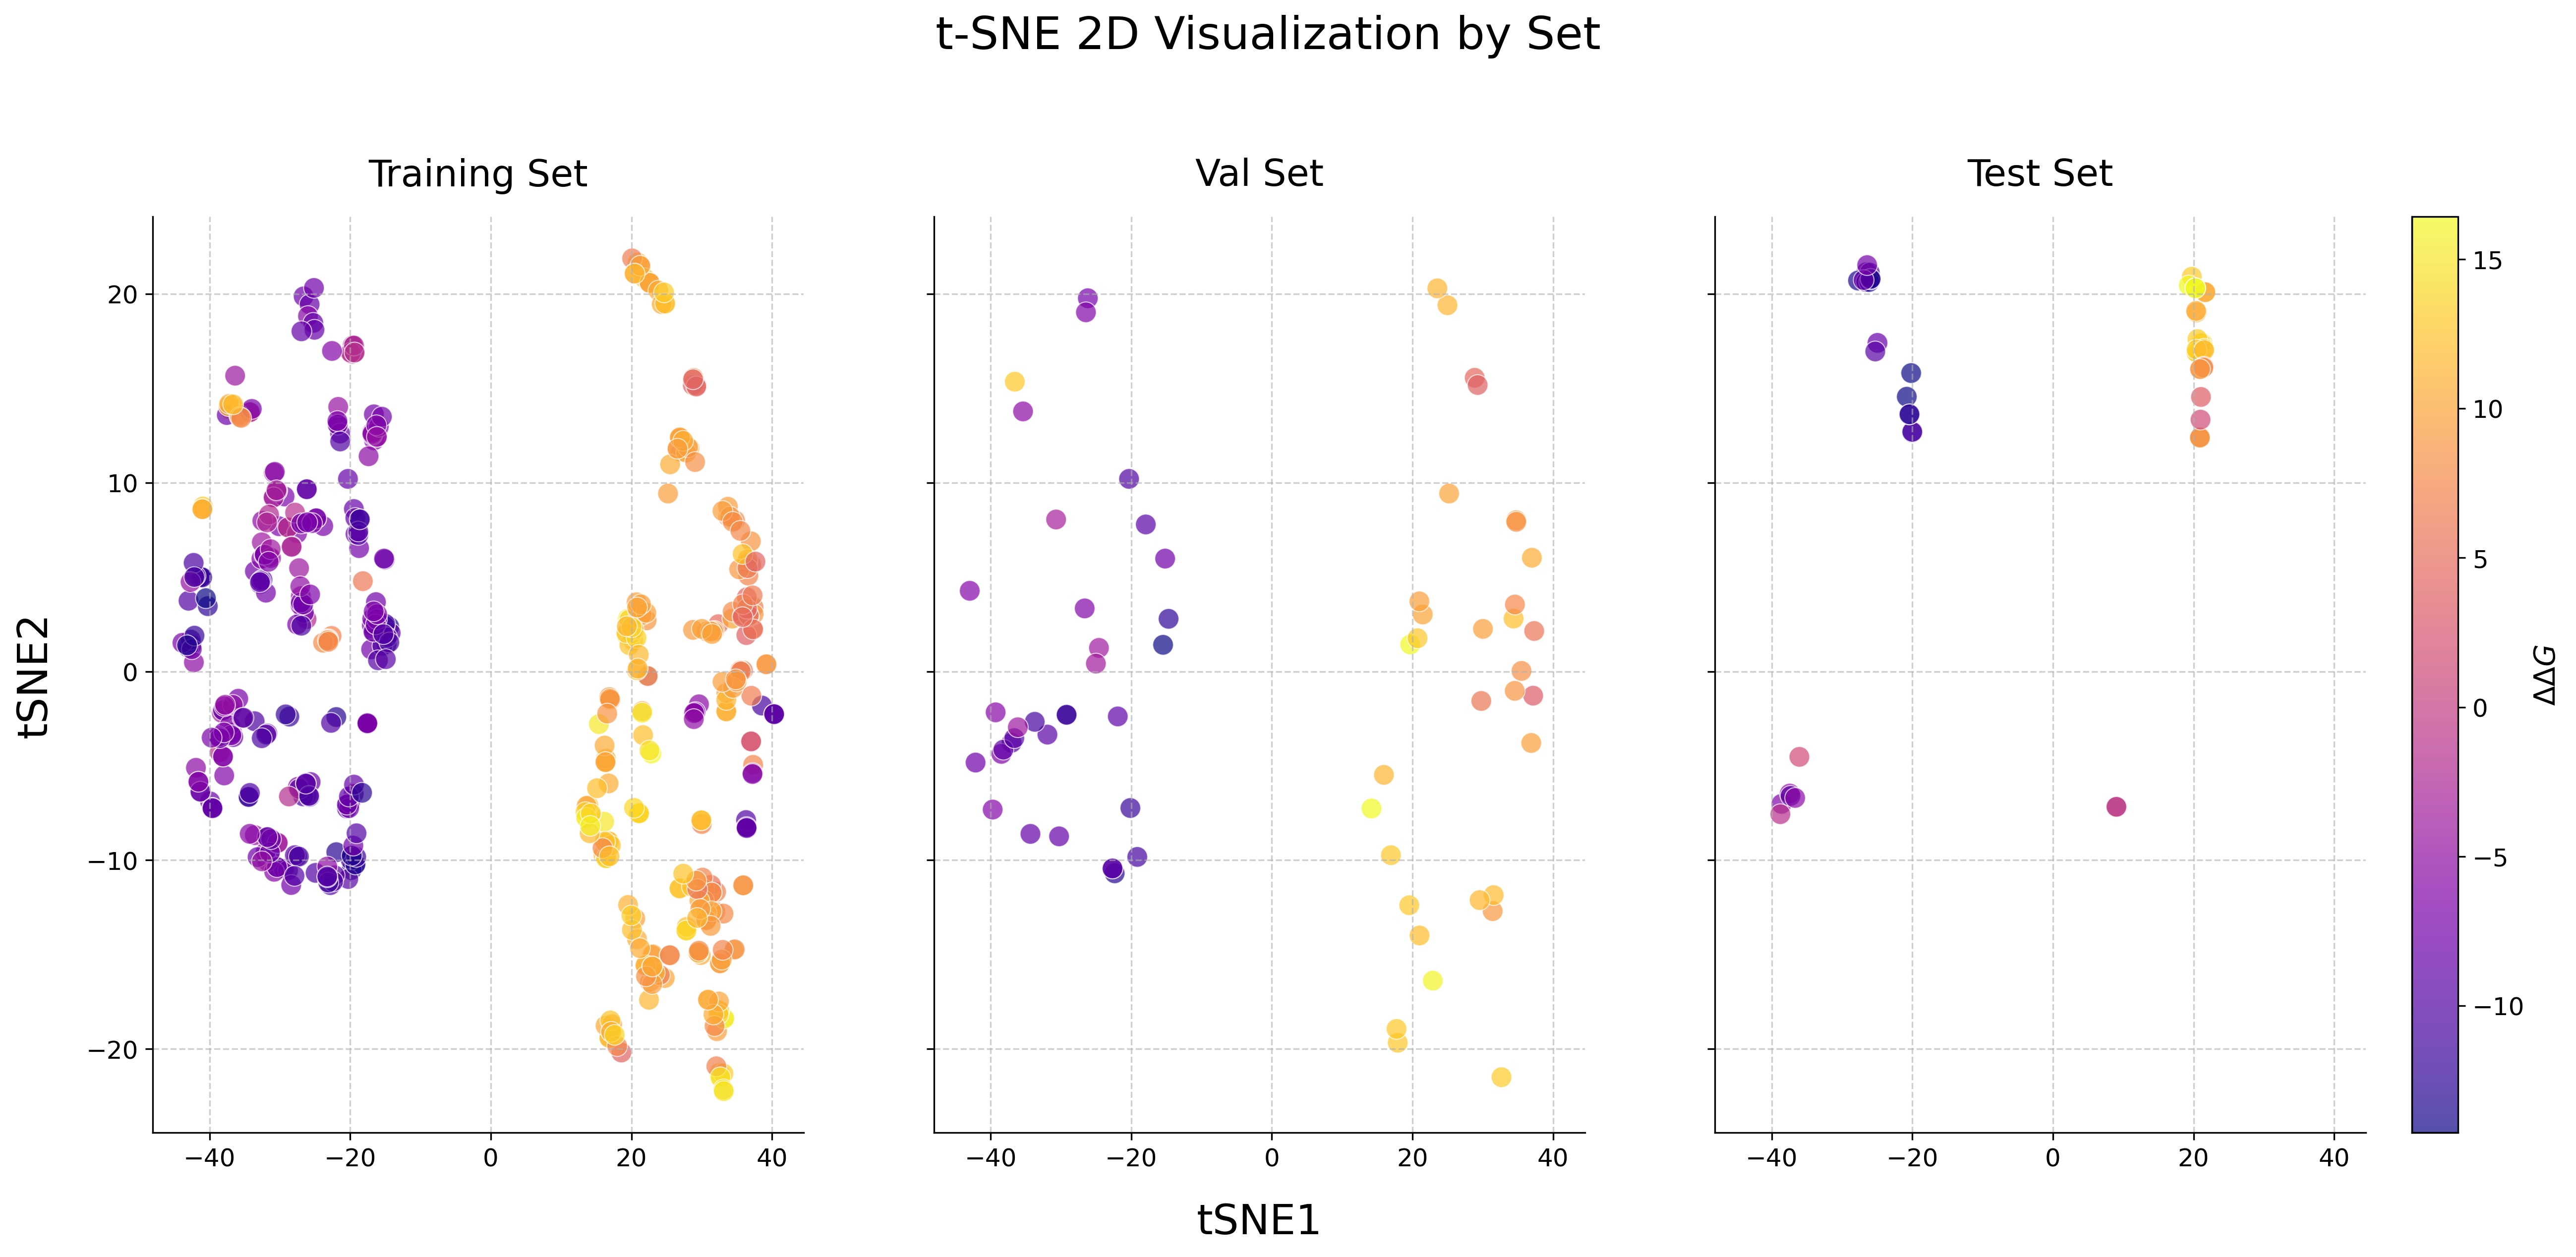 t-SNE 2D Visualization by Set
Training Set
Val Set
Test Set
tSNE2
20
10
0
−10
−20
−40 −20 0 20 40
−40 −20 0 20 40
−40 −20 0 20 40
tSNE1
15
10
5
0
−5
−10
ΔΔG